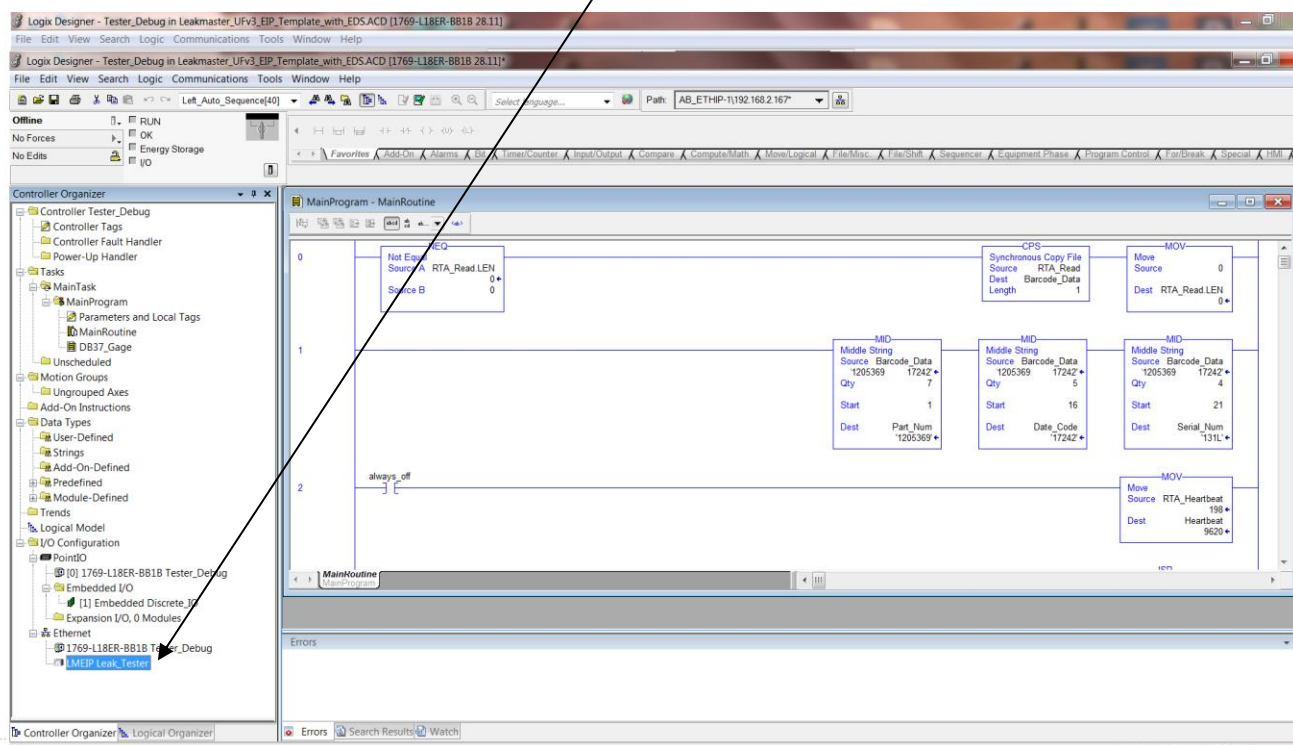 Logix Designer - Tester_Debug in Leakmaster_UFv3_EIP_Template_with_EDS.ACD [1769-L18ER-BB1B 28.11]
File Edit View Search Logic Communications Tools Window Help
Logix Designer - Tester_Debug in Leakmaster_UFv3_EIP_Template_with_EDS.ACD [1769-L18ER-BB1B 28.11]*
File Edit View Search Logic Communications Tools Window Help
Left_Auto_Sequence[40]
Select language...
Path: AB_ETHIP-1\192.168.2.167*
Offline
RUN
No Forces
OK
Energy Storage
No Edits
I/O
Favorites Add-On Alarms Bit Timer/Counter Input/Output Compare Compute/Math Move/Logical File/Misc. File/Shift Sequencer Equipment Phase Program Control For/Break Special HMI
Controller Organizer
Controller Tester_Debug
Controller Tags
Controller Fault Handler
Power-Up Handler
Tasks
MainTask
MainProgram
Parameters and Local Tags
MainRoutine
DB37_Gage
Unscheduled
Motion Groups
Ungrouped Axes
Add-On Instructions
Data Types
User-Defined
Strings
Add-On-Defined
Predefined
Module-Defined
Trends
Logical Model
I/O Configuration
PointIO
[0] 1769-L18ER-BB1B Tester_Debug
Embedded I/O
[1] Embedded Discrete_IO
Expansion I/O, 0 Modules
Ethernet
1769-L18ER-BB1B Tester_Debug
LMEIP Leak_Tester
Controller Organizer Logical Organizer
MainProgram - MainRoutine
0
NEQ
Not Equal
Source A RTA_Read.LEN
0
Source B 0
CPS
Synchronous Copy File
Source RTA_Read
Dest Barcode_Data
Length 1
MOV
Move
Source 0
Dest RTA_Read.LEN
0
1
MID
Middle String
Source Barcode_Data
'1205369 17242'
Qty 7
Start 1
Dest Part_Num
'1205369'
MID
Middle String
Source Barcode_Data
'1205369 17242'
Qty 5
Start 16
Dest Date_Code
'17242'
MID
Middle String
Source Barcode_Data
'1205369 17242'
Qty 4
Start 21
Dest Serial_Num
'131L'
2
always_off
MOV
Move
Source RTA_Heartbeat
198
Dest Heartbeat
9620
MainRoutine
MainProgram
Errors
Errors Search Results Watch